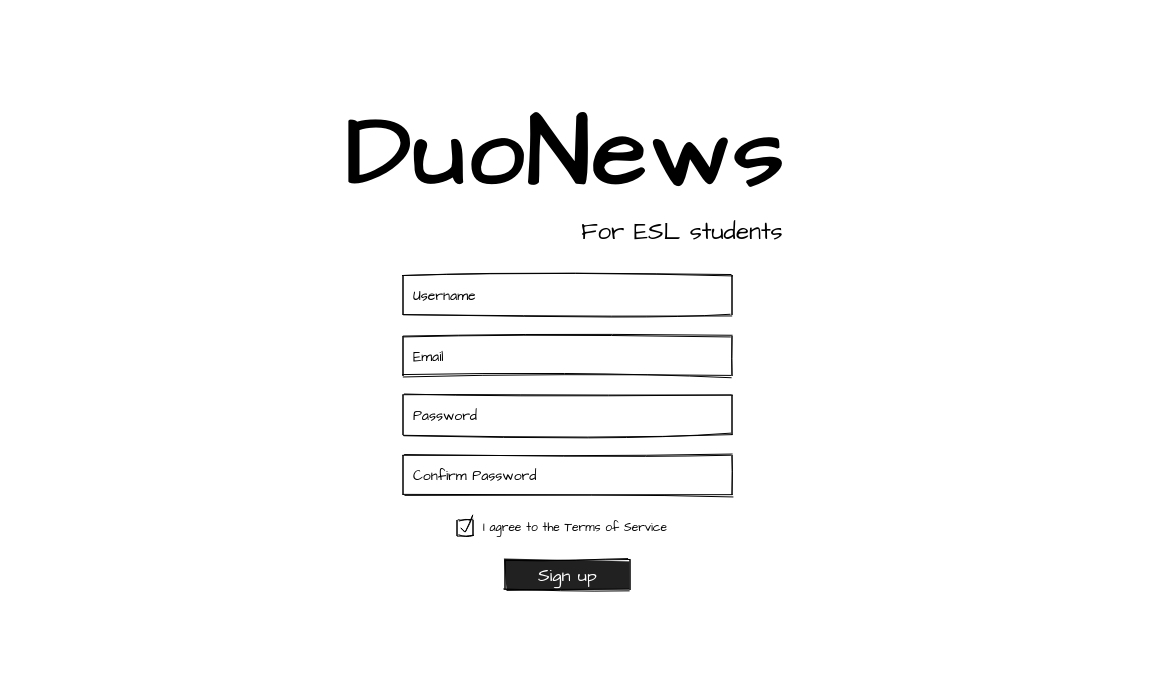 DuoNews
For ESL students
Username
Email
Password
Confirm Password
I agree to the Terms of Service
Sign up